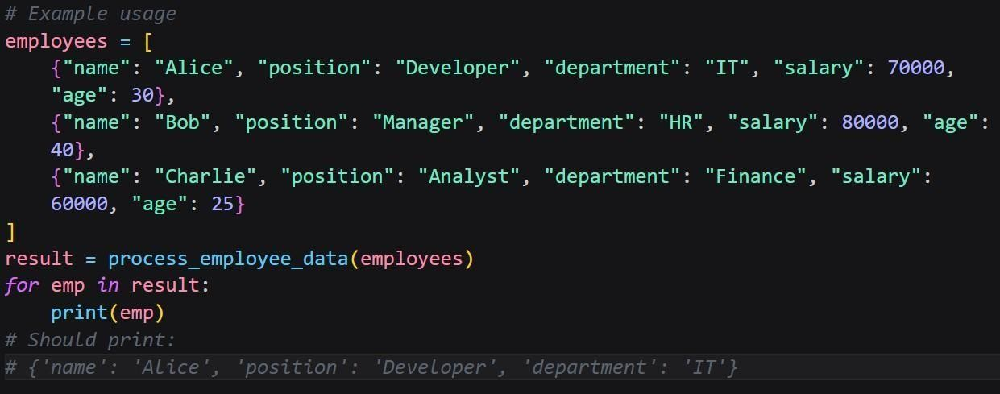 # Example usage
employees = [
    {"name": "Alice", "position": "Developer", "department": "IT", "salary": 70000,
    "age": 30},
    {"name": "Bob", "position": "Manager", "department": "HR", "salary": 80000, "age":
    40},
    {"name": "Charlie", "position": "Analyst", "department": "Finance", "salary":
    60000, "age": 25}
]
result = process_employee_data(employees)
for emp in result:
    print(emp)
# Should print:
# {'name': 'Alice', 'position': 'Developer', 'department': 'IT'}